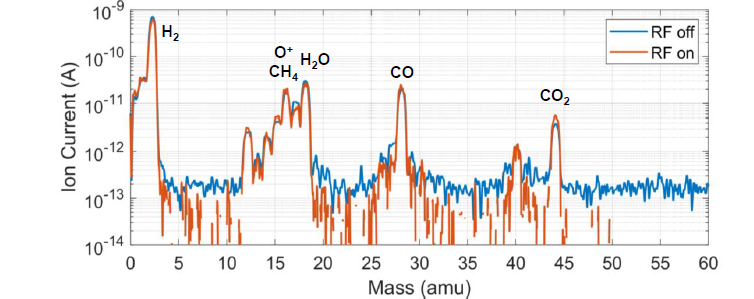 10⁻⁹
10⁻¹⁰
10⁻¹¹
10⁻¹²
10⁻¹³
10⁻¹⁴
Ion Current (A)
H₂
O⁺ H₂O
CH₄
CO
CO₂
RF off
RF on
0 5 10 15 20 25 30 35 40 45 50 55 60
Mass (amu)